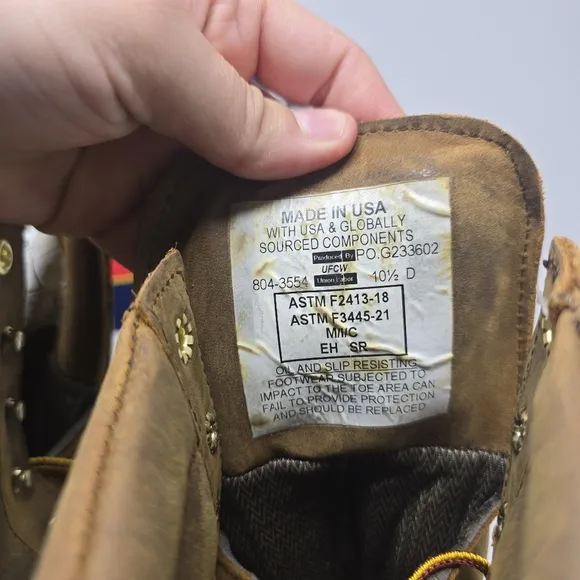 MADE IN USA
WITH USA & GLOBALLY
SOURCED COMPONENTS
Produced By PO.G233602
UFCW
804-3554 Union Labor 10½ D
ASTM F2413-18
ASTM F3445-21
M/I/C
EH SR
OIL AND SLIP RESISTING
FOOTWEAR SUBJECTED TO
IMPACT TO THE TOE AREA CAN
FAIL TO PROVIDE PROTECTION
AND SHOULD BE REPLACED